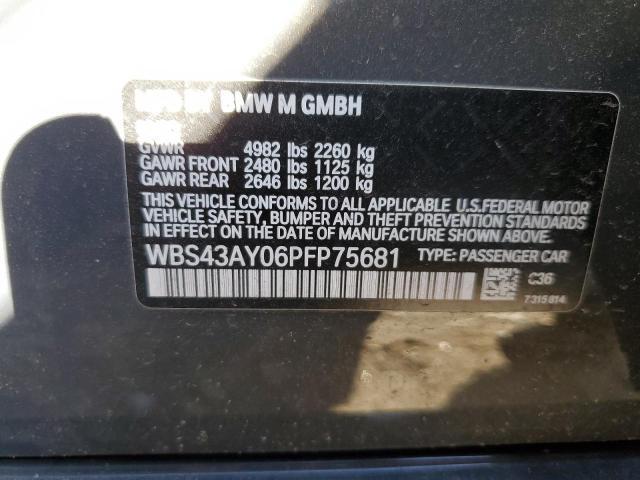 MFD BY BMW M GMBH
GVWR 4982 lbs 2260 kg
GAWR FRONT 2480 lbs 1125 kg
GAWR REAR 2646 lbs 1200 kg
THIS VEHICLE CONFORMS TO ALL APPLICABLE U.S.FEDERAL MOTOR
VEHICLE SAFETY, BUMPER AND THEFT PREVENTION STANDARDS
IN EFFECT ON THE DATE OF MANUFACTURE SHOWN ABOVE.
WBS43AY06PFP75681 TYPE: PASSENGER CAR
C36
7315814